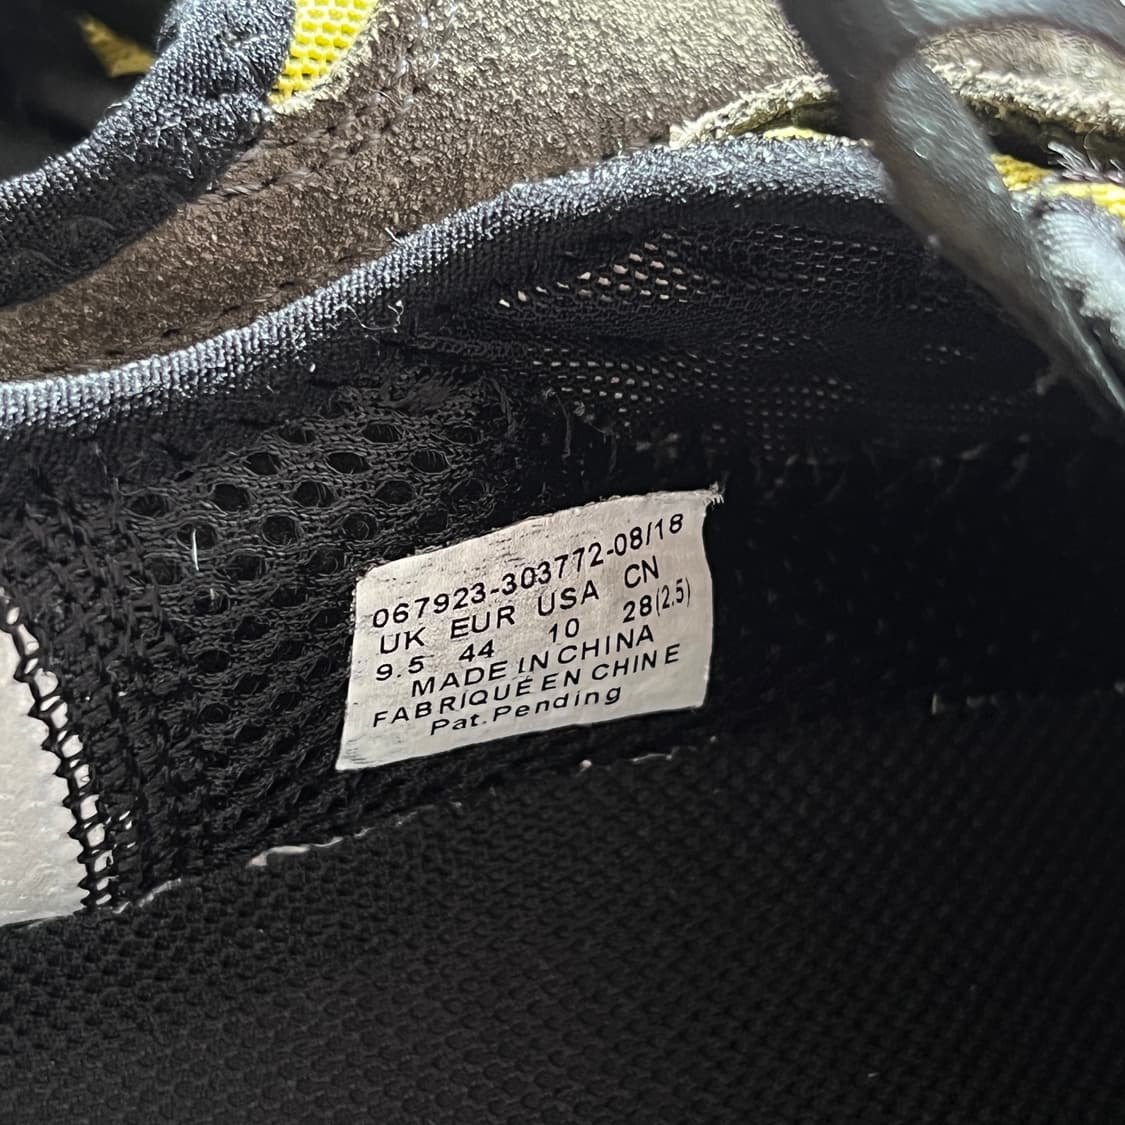 067923-303772-08/18
UK EUR USA CN
9.5 44 10 28(2.5)
MADE IN CHINA
FABRIQUÉ EN CHINE
Pat.Pending